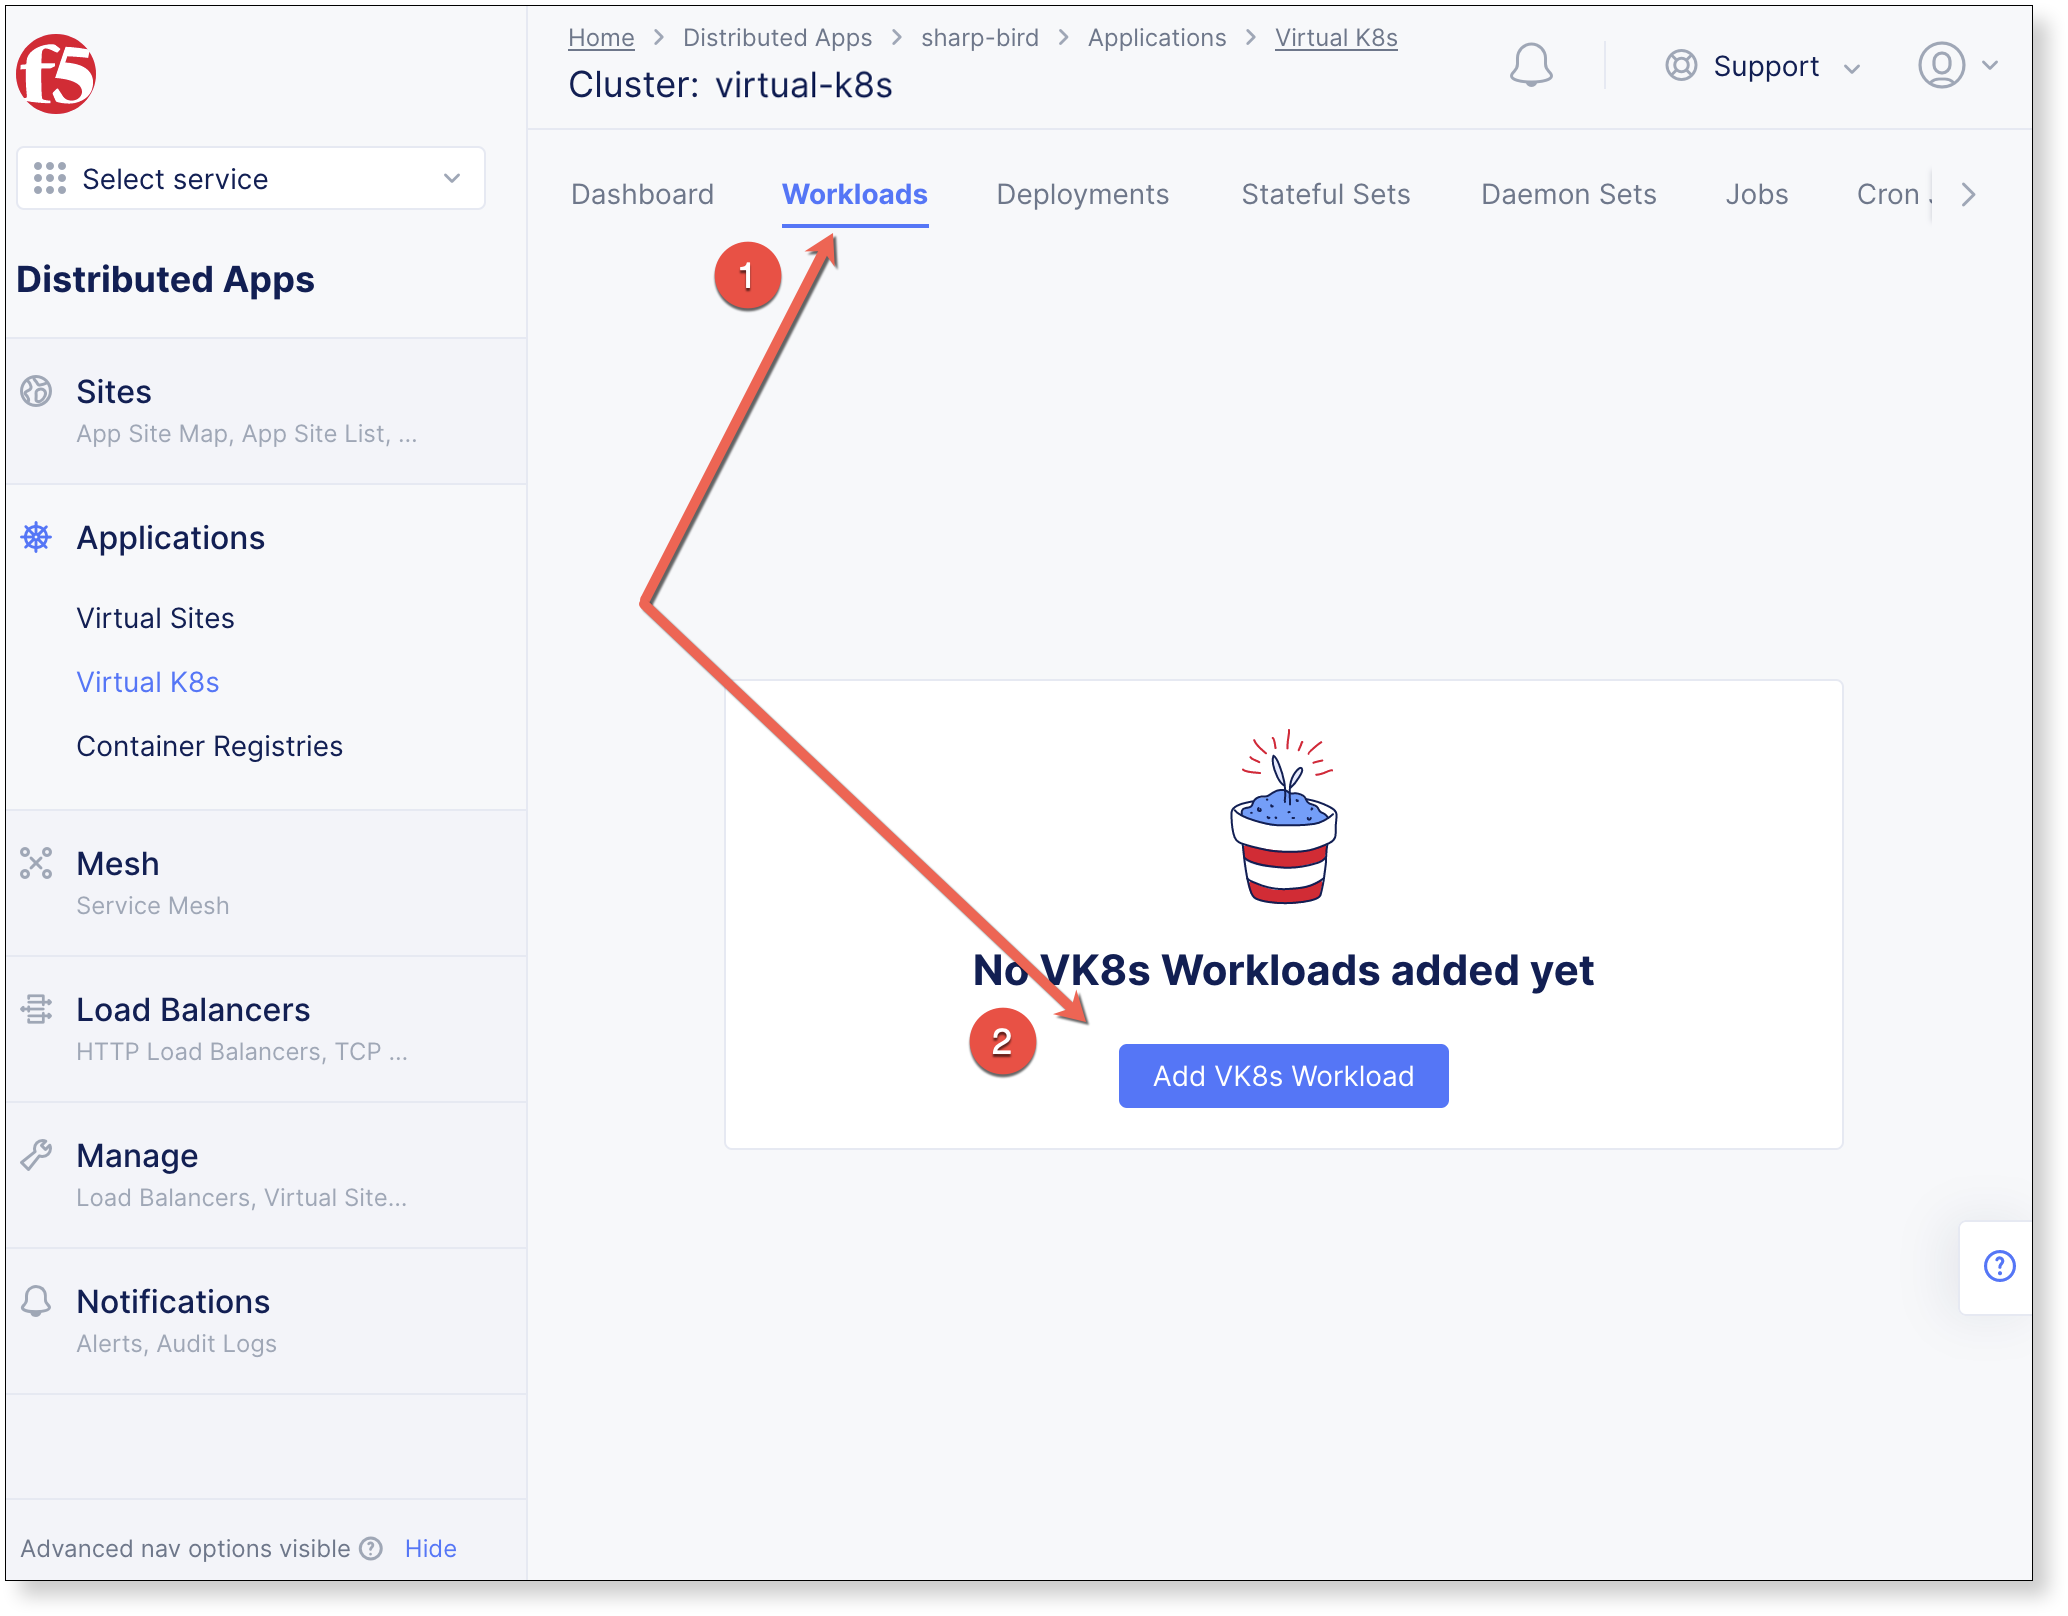 f5
Home > Distributed Apps > sharp-bird > Applications > Virtual K8s
Cluster: virtual-k8s
Support
Select service
Dashboard Workloads Deployments Stateful Sets Daemon Sets Jobs Cron
Distributed Apps
1
Sites
App Site Map, App Site List, ...
Applications
Virtual Sites
Virtual K8s
Container Registries
Mesh
Service Mesh
Load Balancers
HTTP Load Balancers, TCP ...
Manage
Load Balancers, Virtual Site...
Notifications
Alerts, Audit Logs
Advanced nav options visible ? Hide
No VK8s Workloads added yet
2
Add VK8s Workload
?